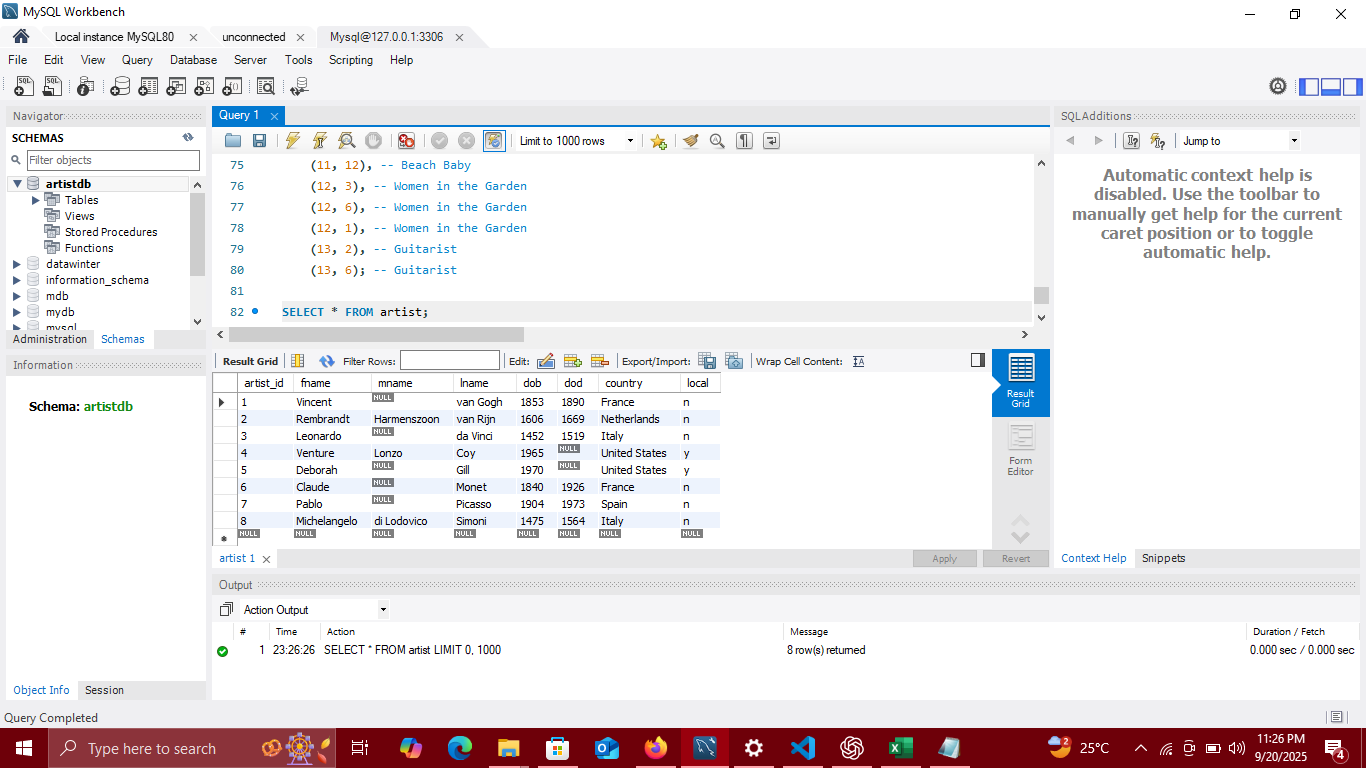 MySQL Workbench
Local instance MySQL80 unconnected Mysql@127.0.0.1:3306
File Edit View Query Database Server Tools Scripting Help
Navigator
SCHEMAS
Filter objects
artistdb
Tables
Views
Stored Procedures
Functions
datawinter
information_schema
mdb
mydb
mysql
Administration Schemas
Information
Schema: artistdb
Object Info Session
Query 1
Limit to 1000 rows
75 (11, 12), -- Beach Baby
76 (12, 3), -- Women in the Garden
77 (12, 6), -- Women in the Garden
78 (12, 1), -- Women in the Garden
79 (13, 2), -- Guitarist
80 (13, 6); -- Guitarist
81
82 SELECT * FROM artist;
Result Grid Filter Rows: Edit: Export/Import: Wrap Cell Content:
artist_id fname mname lname dob dod country local
1 Vincent NULL van Gogh 1853 1890 France n
2 Rembrandt Harmenszoon van Rijn 1606 1669 Netherlands n
3 Leonardo NULL da Vinci 1452 1519 Italy n
4 Venture Lonzo Coy 1965 NULL United States y
5 Deborah NULL Gill 1970 NULL United States y
6 Claude NULL Monet 1840 1926 France n
7 Pablo NULL Picasso 1904 1973 Spain n
8 Michelangelo di Lodovico Simoni 1475 1564 Italy n
NULL NULL NULL NULL NULL NULL NULL NULL
Result
Grid
Form
Editor
artist 1 Apply Revert
SQLAdditions
Jump to
Automatic context help is
disabled. Use the toolbar to
manually get help for the current
caret position or to toggle
automatic help.
Context Help Snippets
Output
Action Output
# Time Action Message Duration / Fetch
1 23:26:26 SELECT * FROM artist LIMIT 0, 1000 8 row(s) returned 0.000 sec / 0.000 sec
Query Completed
Type here to search
2
25°C
11:26 PM
9/20/2025
4